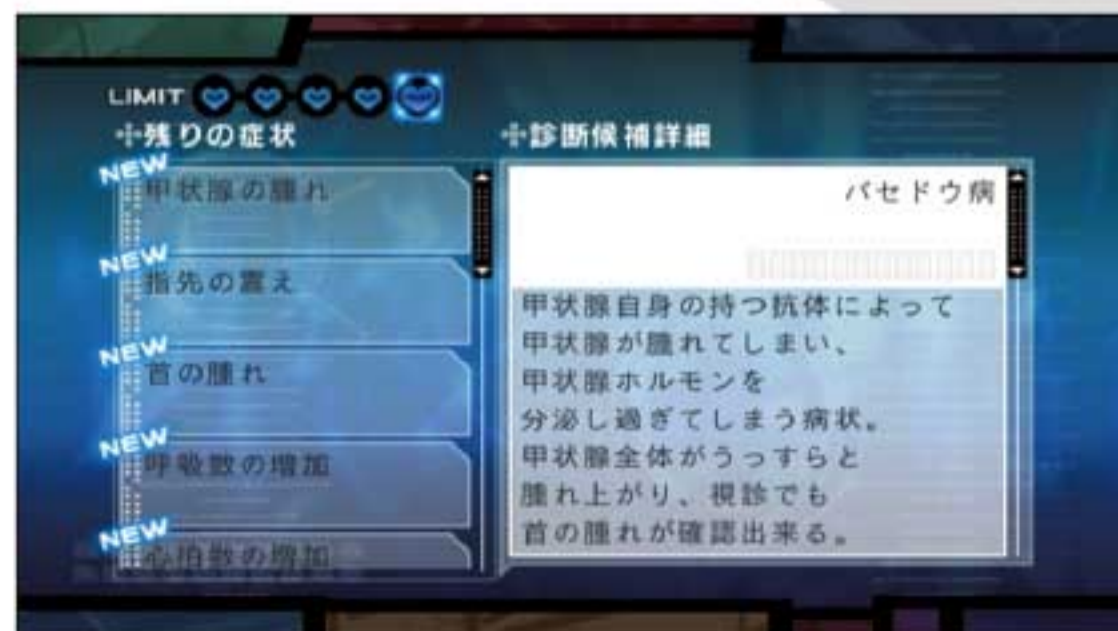 LIMIT
残りの症状
NEW
甲状腺の腫れ
NEW
指先の震え
NEW
首の腫れ
NEW
呼吸数の増加
NEW
心拍数の増加
診断候補詳細
バセドウ病
甲状腺自身の持つ抗体によって
甲状腺が腫れてしまい、
甲状腺ホルモンを
分泌し過ぎてしまう病状。
甲状腺全体がうっすらと
腫れ上がり、視診でも
首の腫れが確認出来る。